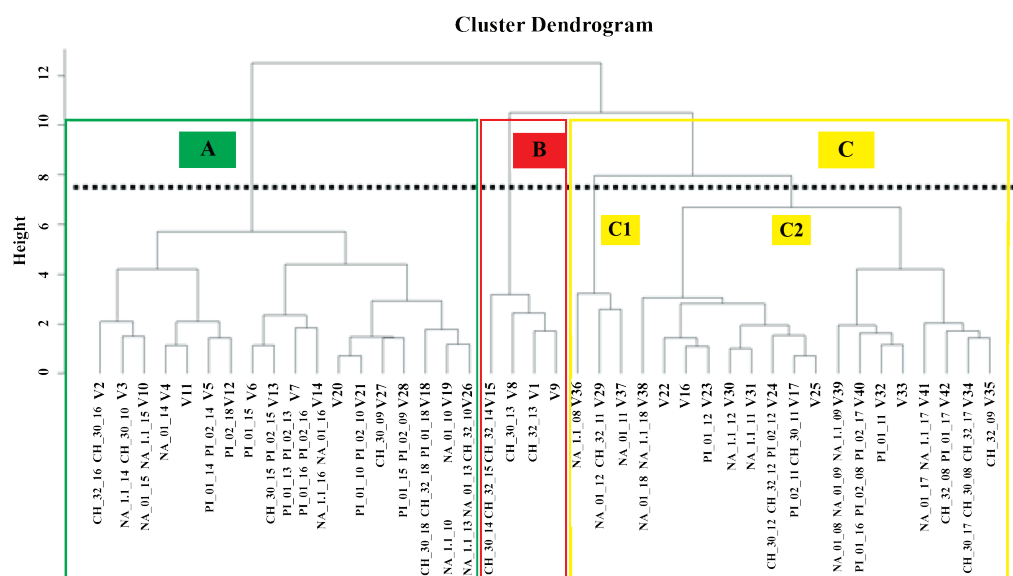 Cluster Dendrogram
Height
12
10
8
6
4
2
0
A
B
C
C1
C2
CH_32_16 CH_30_16 V2
NA_1.1_14 CH_30_10 V3
NA_01_15 NA_1.1_15 V10
NA_01_14 V4
V11
PI_01_14 PI_02_14 V5
PI_02_18 V12
PI_01_15 V6
CH_30_15 PI_02_15 V13
PI_01_13 PI_02_13
PI_01_16 PI_02_16 V7
NA_1.1_16 NA_01_16 V14
V20
PI_01_10 PI_02_10 V21
CH_30_09 V27
PI_01_15 PI_02_09 V28
CH_30_18 CH_32_18 PI_01_18 V18
NA_1.1_10 NA_01_10 V19
NA_1.1_13 NA_01_13 CH_32_10 V26
CH_30_14 CH_32_15 CH_32_14 V15
CH_30_13 V8
CH_32_13 V1
V9
NA_1.1_08 V36
NA_01_12 CH_32_11 V29
NA_01_11 V37
NA_01_18 NA_1.1_18 V38
V22
V16
PI_01_12 V23
NA_1.1_12 V30
NA_1.1_11 V31
CH_30_12 CH_32_12 PI_02_12 V24
PI_02_11 CH_30_11 V17
V25
NA_01_08 NA_01_09 NA_1.1_09 V39
PI_01_16 PI_02_08 PI_02_17 V40
PI_01_11 V32
V33
NA_01_17 NA_1.1_17 V41
CH_32_08 PI_01_17 V42
CH_30_17 CH_30_08 CH_32_17 V34
CH_32_09 V35